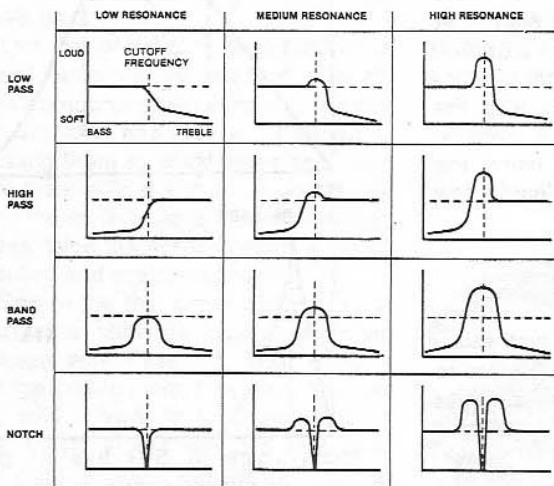 LOW RESONANCE MEDIUM RESONANCE HIGH RESONANCE
LOW
PASS
LOUD
CUTOFF
FREQUENCY
SOFT
BASS TREBLE
HIGH
PASS
BAND
PASS
NOTCH